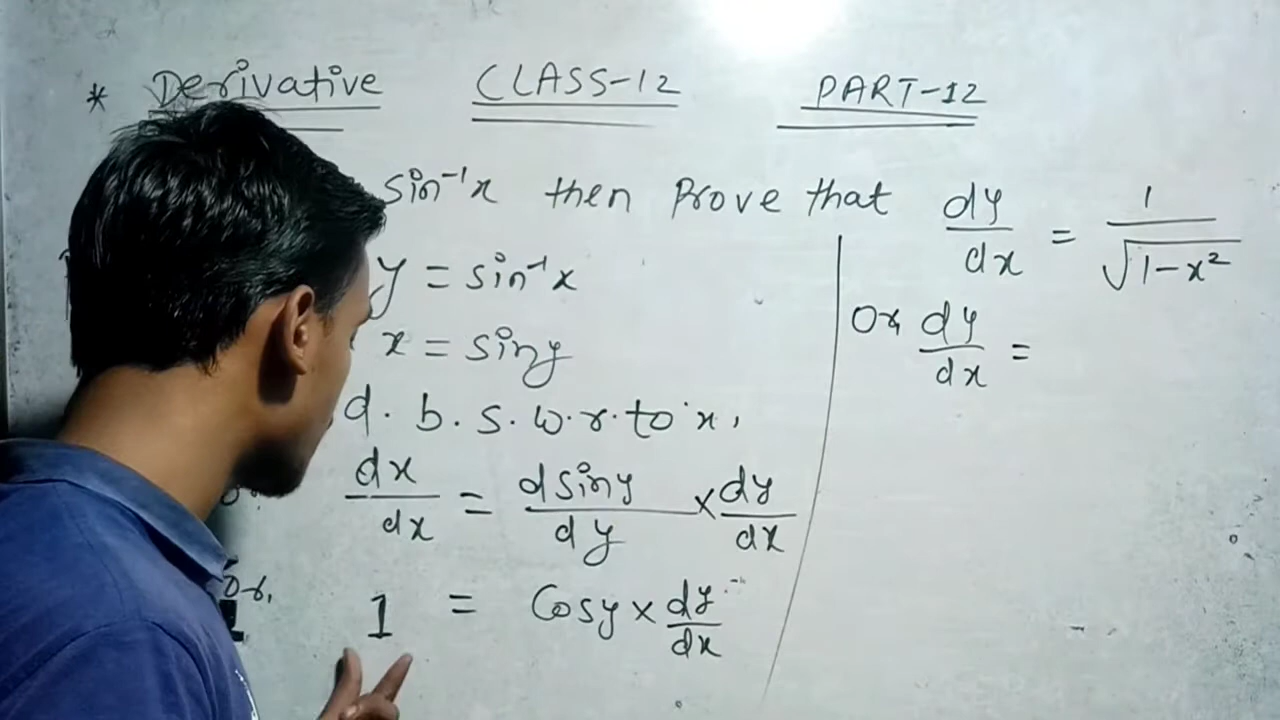 * Derivative CLASS-12 PART-12
sin⁻¹x then Prove that dy/dx = 1/√(1-x²)
y = sin⁻¹x
x = siny
d. b. s. w. r. to x,
dx/dx = dsiny/dy × dy/dx
Or, 1 = Cosy × dy/dx
Or dy/dx =